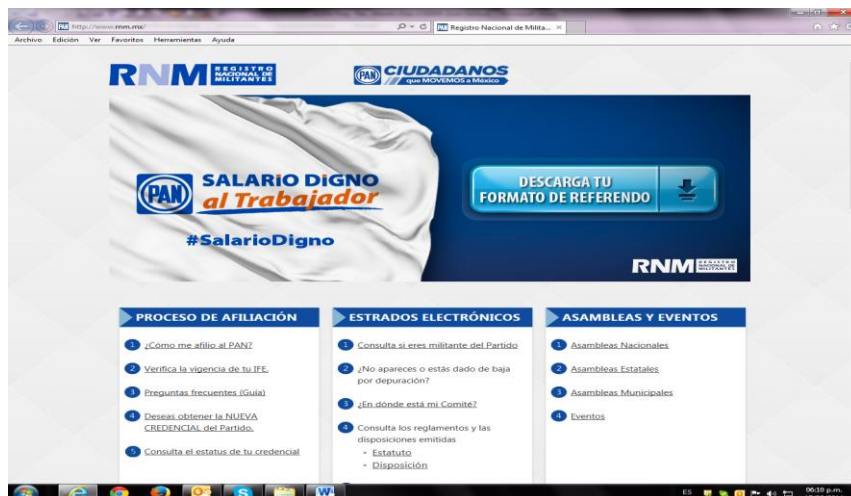 http://www.rnm.mx/
Registro Nacional de Milita...
Archivo Edición Ver Favoritos Herramientas Ayuda
RNM REGISTRO NACIONAL DE MILITANTES
PAN CIUDADANOS
que MOVEMOS a México
PAN
SALARIO DiGNO
al Trabajador
#SalarioDigno
DESCARGA TU
FORMATO DE REFERENDO
RNM REGISTRO NACIONAL DE MILITANTES
PROCESO DE AFILIACIÓN
1 ¿Cómo me afilio al PAN?
2 Verifica la vigencia de tu IFE.
3 Preguntas frecuentes (Guia)
4 Deseas obtener la NUEVA
CREDENCIAL del Partido.
5 Consulta el estatus de tu credencial
ESTRADOS ELECTRÓNICOS
1 Consulta si eres militante del Partido
2 ¿No apareces o estás dado de baja
por depuración?
3 ¿En dónde está mi Comité?
4 Consulta los reglamentos y las
disposiciones emitidas
- Estatuto
- Disposición
ASAMBLEAS Y EVENTOS
1 Asambleas Nacionales
2 Asambleas Estatales
3 Asambleas Municipales
4 Eventos
ES
06:10 p.m.